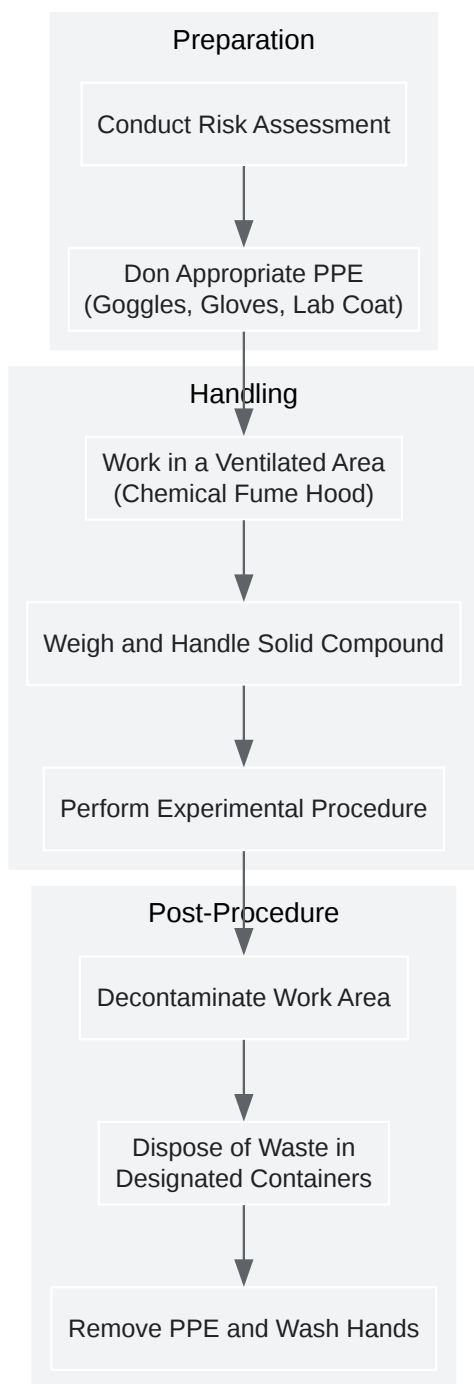 Preparation
Conduct Risk Assessment
Don Appropriate PPE
(Goggles, Gloves, Lab Coat)
Handling
Work in a Ventilated Area
(Chemical Fume Hood)
Weigh and Handle Solid Compound
Perform Experimental Procedure
Post-Procedure
Decontaminate Work Area
Dispose of Waste in
Designated Containers
Remove PPE and Wash Hands